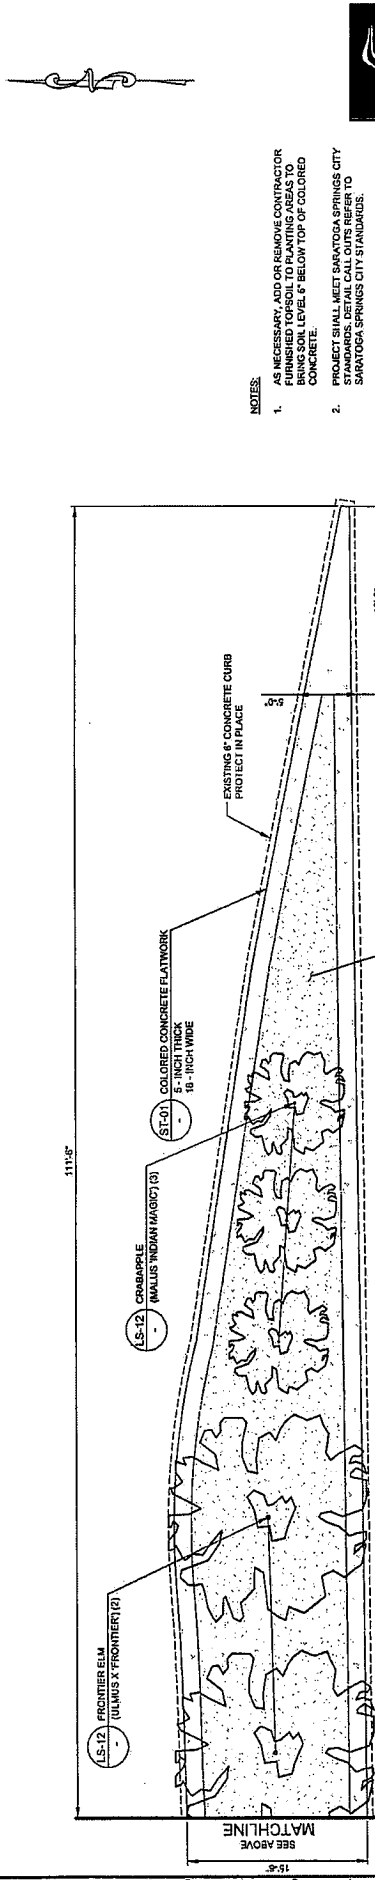 111'-6"
LS-12
-
FRONTIER ELM
(ULMUS X 'FRONTIER') (2)
LS-12
-
CRABAPPLE
(MALUS 'INDIAN MAGIC') (3)
ST-01
-
COLORED CONCRETE FLATWORK
5 - INCH THICK
18 - INCH WIDE
EXISTING 6" CONCRETE CURB
PROTECT IN PLACE
5'-0"
15'-6"
SEE ABOVE
MATCHLINE
NOTES:
1. AS NECESSARY, ADD OR REMOVE CONTRACTOR
FURNISHED TOPSOIL TO PLANTING AREAS TO
BRING SOIL LEVEL 6" BELOW TOP OF COLORED
CONCRETE.
2. PROJECT SHALL MEET SARATOGA SPRINGS CITY
STANDARDS. DETAIL CALL OUTS REFER TO
SARATOGA SPRINGS CITY STANDARDS.